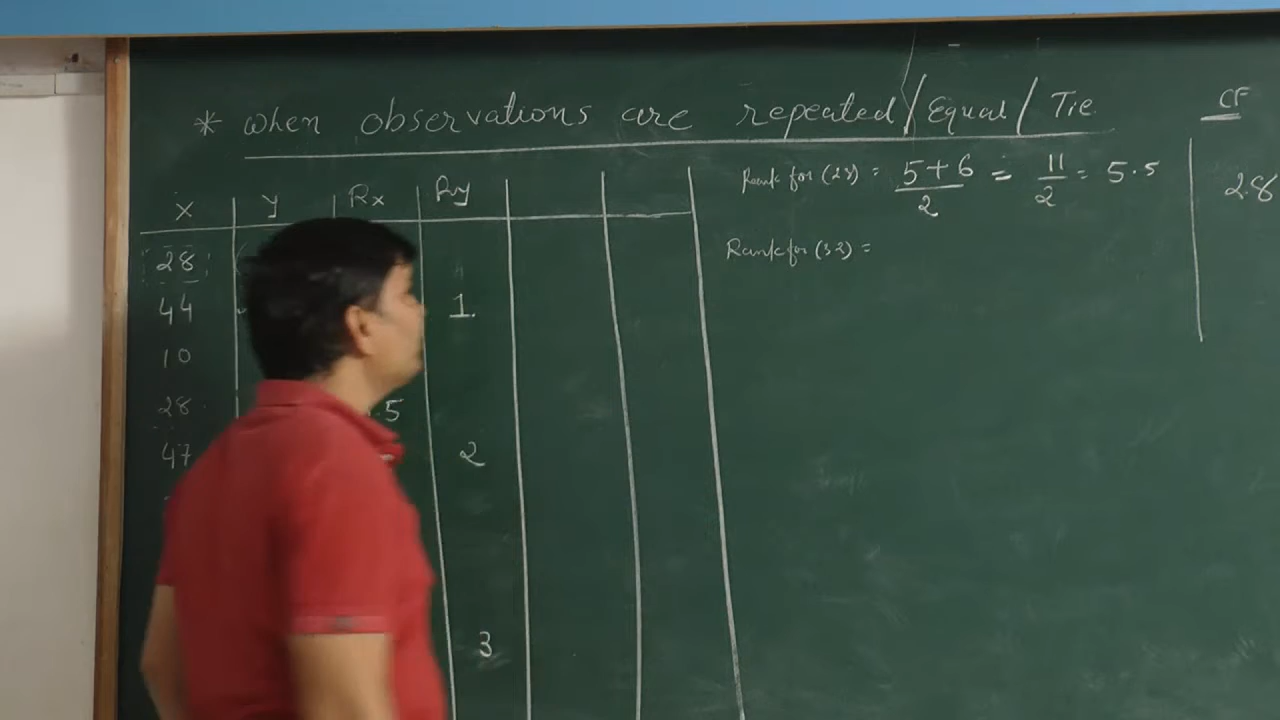 * When observations are repeated/Equal/Tie.
CF
Rank for (28) = 5+6/2 = 11/2 = 5.5
28
Rank for (32) =
x y Rx Ry
28
44 1.
10
28 .5
47 2
3